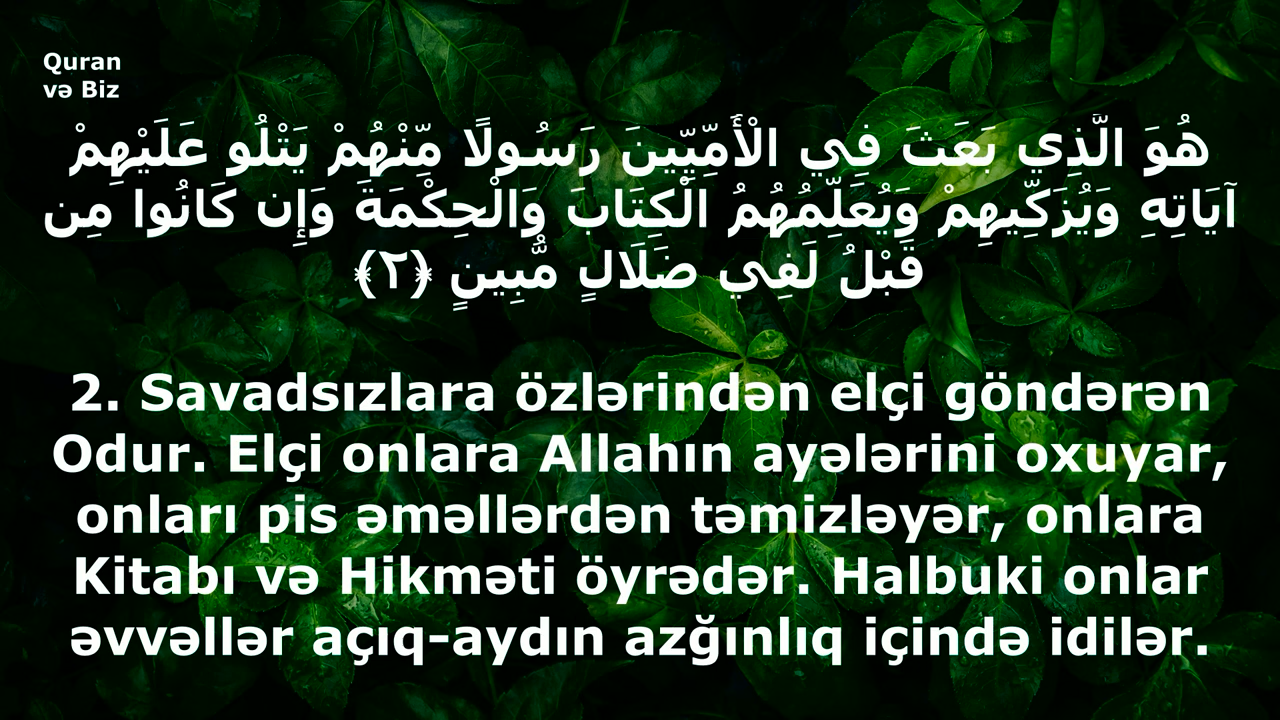 Quran
və Biz
هُوَ الَّذِي بَعَثَ فِي الْأُمِّيِّينَ رَسُولًا مِّنْهُمْ يَتْلُو عَلَيْهِمْ
آيَاتِهِ وَيُزَكِّيهِمْ وَيُعَلِّمُهُمُ الْكِتَابَ وَالْحِكْمَةَ وَإِن كَانُوا مِن
قَبْلُ لَفِي ضَلَالٍ مُّبِينٍ ﴿٢﴾
2. Savadsızlara özlərindən elçi göndərən
Odur. Elçi onlara Allahın ayələrini oxuyar,
onları pis əməllərdən təmizləyər, onlara
Kitabı və Hikməti öyrədər. Halbuki onlar
əvvəllər açıq-aydın azğınlıq içində idilər.